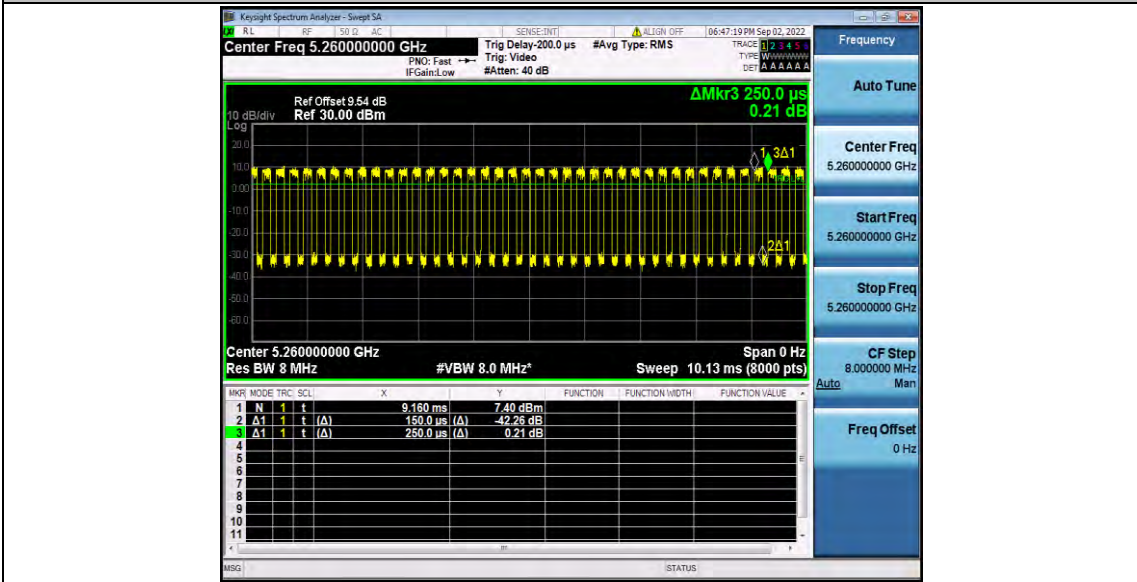 Keysight Spectrum Analyzer - Swept SA
RL RF 50 Ω AC SENSE:INT ALIGN OFF 06:47:19 PM Sep 02, 2022
Center Freq 5.260000000 GHz
PNO: Fast
IFGain:Low
Trig Delay-200.0 µs
Trig: Video
#Atten: 40 dB
#Avg Type: RMS
TRACE 1 2 3 4 5 6
TYPE W
DET A A A A A A
Ref Offset 9.54 dB
10 dB/div Ref 30.00 dBm
Log
ΔMkr3 250.0 µs
0.21 dB
20.0
10.0
0.00
-10.0
-20.0
-30.0
-40.0
-50.0
-60.0
1 3Δ1
2Δ1
Center 5.260000000 GHz Span 0 Hz
Res BW 8 MHz #VBW 8.0 MHz* Sweep 10.13 ms (8000 pts)
MKR MODE TRC SCL X Y FUNCTION FUNCTION WIDTH FUNCTION VALUE
1 N 1 t 9.160 ms 7.40 dBm
2 Δ1 1 t (Δ) 150.0 µs (Δ) -42.26 dB
3 Δ1 1 t (Δ) 250.0 µs (Δ) 0.21 dB
4
5
6
7
8
9
10
11
MSG STATUS
Frequency
Auto Tune
Center Freq
5.260000000 GHz
Start Freq
5.260000000 GHz
Stop Freq
5.260000000 GHz
CF Step
8.000000 MHz
Auto Man
Freq Offset
0 Hz